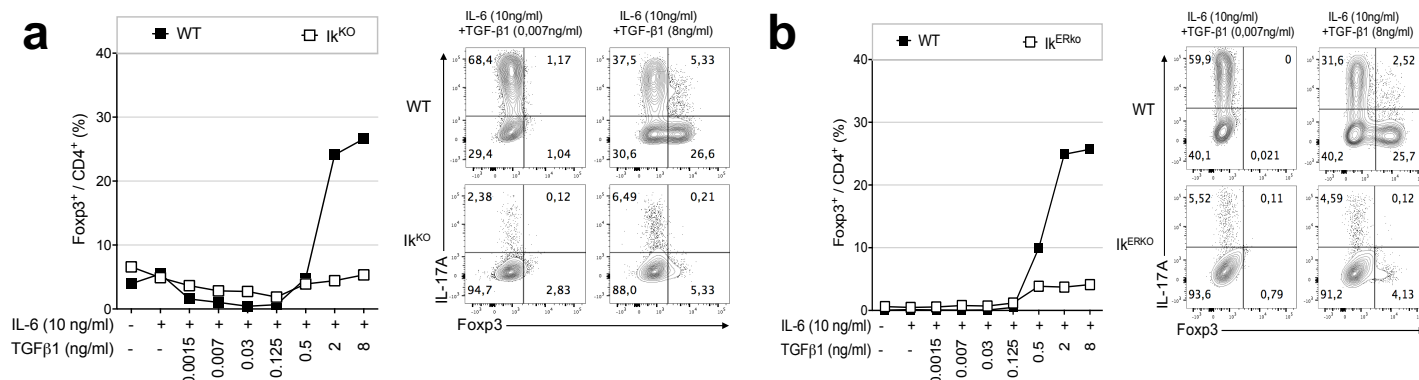 a
WT
Ik^KO
40
30
20
10
0
Foxp3⁺ / CD4⁺ (%)
IL-6 (10 ng/ml) - + + + + + + + +
TGFβ1 (ng/ml) - - 0.0015 0.007 0.03 0.125 0.5 2 8
IL-6 (10ng/ml)
+TGF-β1 (0,007ng/ml)
IL-6 (10ng/ml)
+TGF-β1 (8ng/ml)
WT
68,4 1,17
29,4 1,04
37,5 5,33
30,6 26,6
Ik^KO
2,38 0,12
94,7 2,83
6,49 0,21
88,0 5,33
IL-17A
Foxp3
b
WT
Ik^ERko
40
30
20
10
0
Foxp3⁺ / CD4⁺ (%)
IL-6 (10 ng/ml) - + + + + + + + +
TGFβ1 (ng/ml) - - 0.0015 0.007 0.03 0.125 0.5 2 8
IL-6 (10ng/ml)
+TGF-β1 (0,007ng/ml)
IL-6 (10ng/ml)
+TGF-β1 (8ng/ml)
WT
59,9 0
40,1 0,021
31,6 2,52
40,2 25,7
Ik^ERKO
5,52 0,11
93,6 0,79
4,59 0,12
91,2 4,13
IL-17A
Foxp3